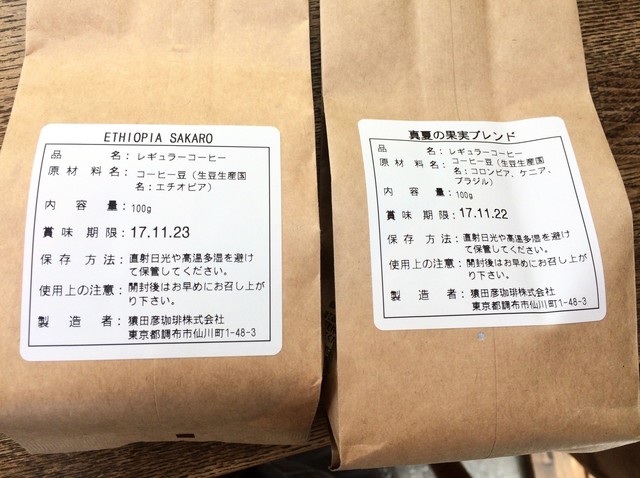 ETHIOPIA SAKARO
品 名：レギュラーコーヒー
原 材 料 名：コーヒー豆（生豆生産国
名：エチオピア）
内 容 量：100g
賞 味 期 限：17.11.23
保 存 方 法：直射日光や高温多湿を避け
て保管してください。
使用上の注意：開封後はお早めにお召し上が
り下さい。
製 造 者：猿田彦珈琲株式会社
東京都調布市仙川町1-48-3
真夏の果実ブレンド
品 名：レギュラーコーヒー
原 材 料 名：コーヒー豆（生豆生産国
名：コロンビア、ケニア、
ブラジル）
内 容 量：100g
賞 味 期 限：17.11.22
保 存 方 法：直射日光や高温多湿を避け
て保管してください。
使用上の注意：開封後はお早めにお召し上が
り下さい。
製 造 者：猿田彦珈琲株式会社
東京都調布市仙川町1-48-3